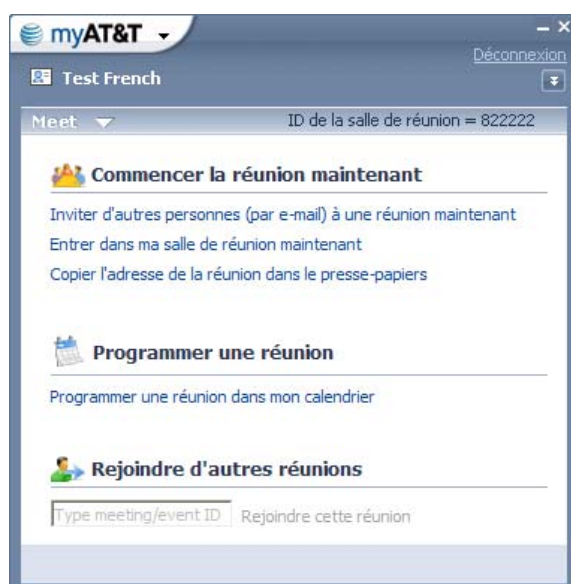 myAT&T
Déconnexion
Test French
Meet
ID de la salle de réunion = 822222
Commencer la réunion maintenant
Inviter d'autres personnes (par e-mail) à une réunion maintenant
Entrer dans ma salle de réunion maintenant
Copier l'adresse de la réunion dans le presse-papiers
Programmer une réunion
Programmer une réunion dans mon calendrier
Rejoindre d'autres réunions
Type meeting/event ID Rejoindre cette réunion